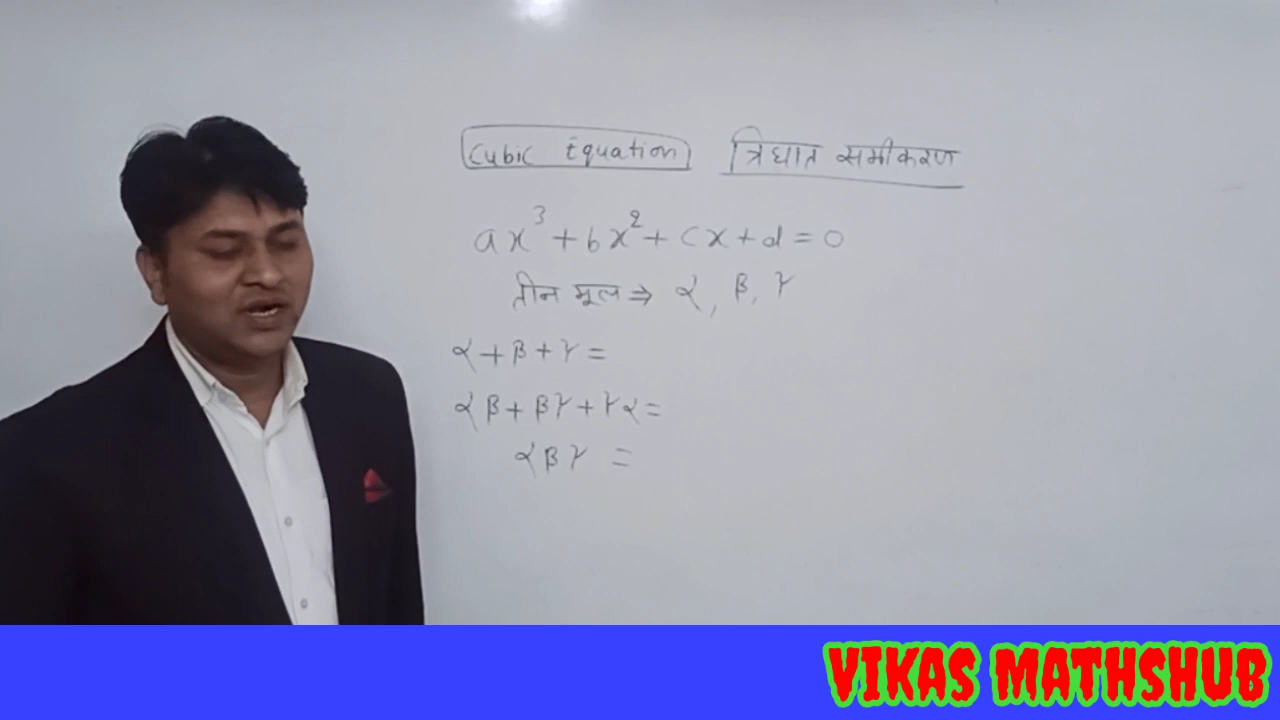 Cubic Equation त्रिघात समीकरण
ax³+bx²+cx+d=0
तीन मूल⇒ α, β, γ
α+β+γ=
αβ+βγ+γα=
αβγ =
VIKAS MATHSHUB